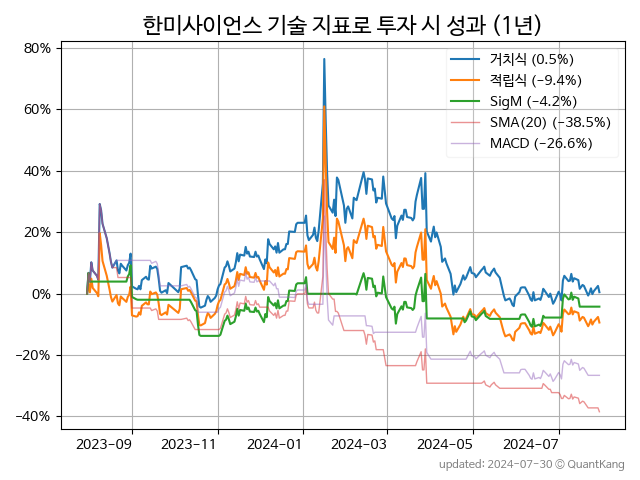 한미사이언스 기술 지표로 투자 시 성과 (1년)
80%
60%
40%
20%
0%
−20%
−40%
거치식 (0.5%)
적립식 (−9.4%)
SigM (−4.2%)
SMA(20) (−38.5%)
MACD (−26.6%)
2023-09
2023-11
2024-01
2024-03
2024-05
2024-07
updated: 2024-07-30 © QuantKang